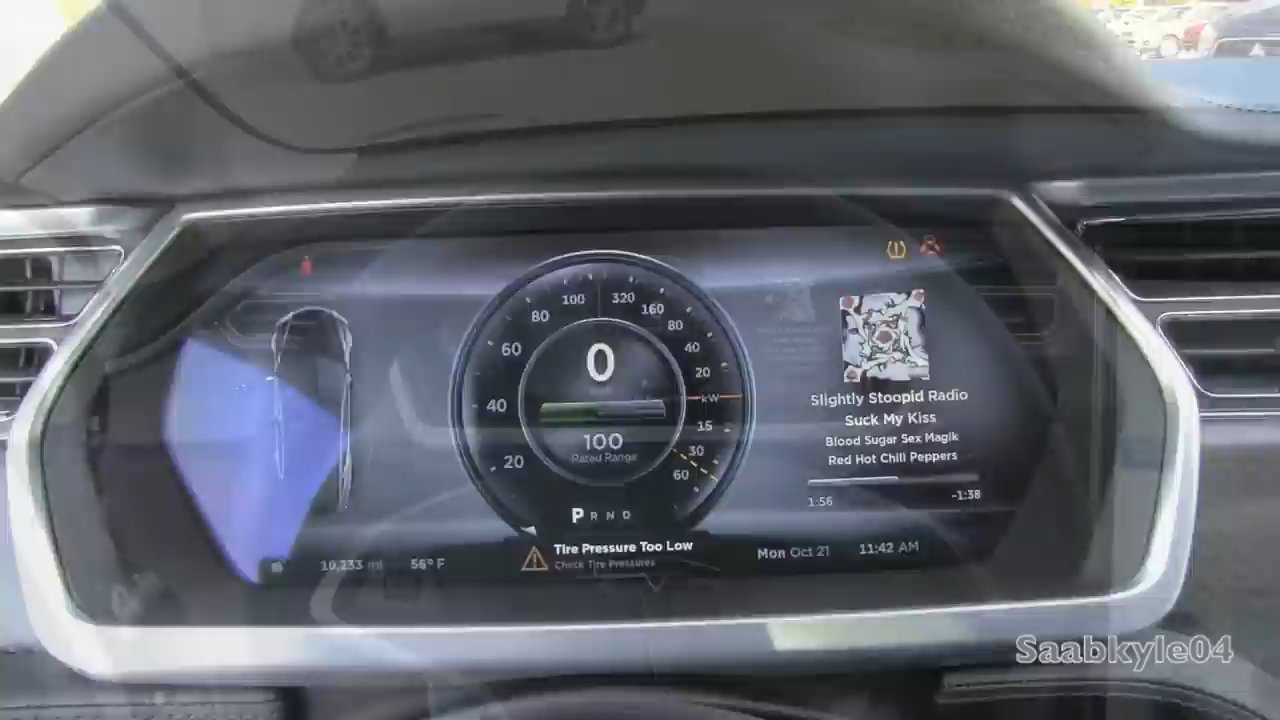 100 320
80 160
60 80
40 40
20 20
kW
15
30
60
0
100
Rated Range
P R N D
Slightly Stoopid Radio
Suck My Kiss
Blood Sugar Sex Magik
Red Hot Chili Peppers
1:56 -1:38
10,233 mi 56° F
Tire Pressure Too Low
Check Tire Pressures
Mon Oct 21 11:42 AM
Saabkyle04